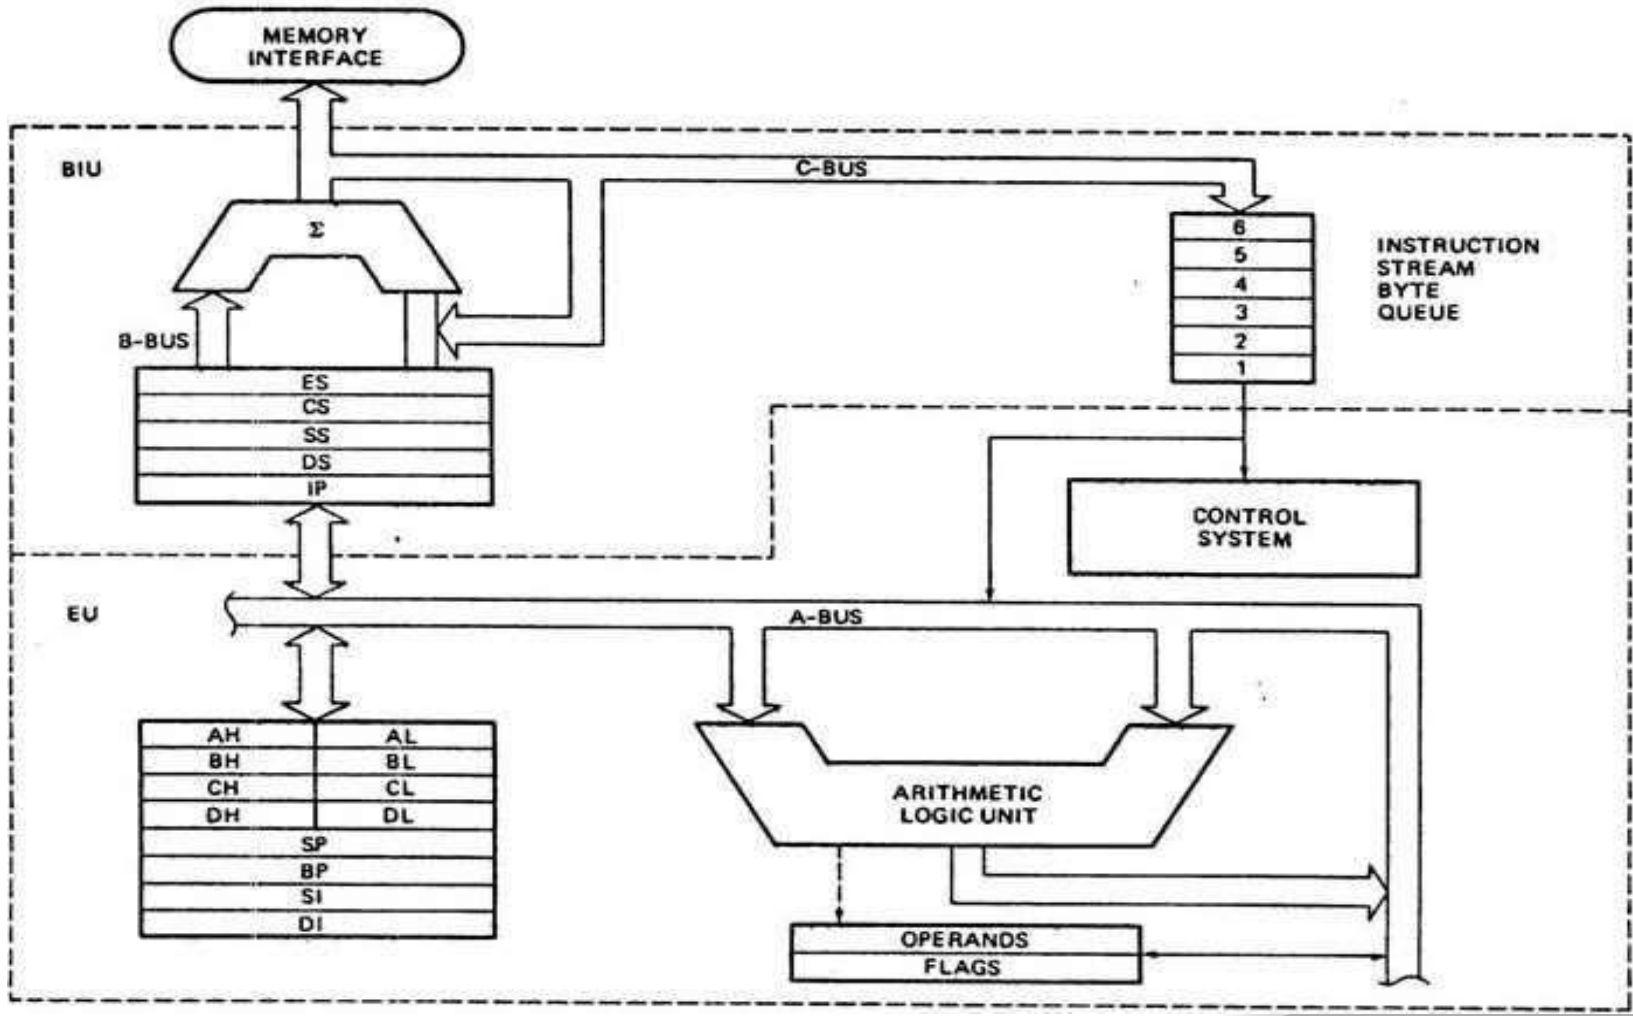 MEMORY
INTERFACE
BIU
C-BUS
Σ
6
5
4
3
2
1
INSTRUCTION
STREAM
BYTE
QUEUE
B-BUS
ES
CS
SS
DS
IP
CONTROL
SYSTEM
EU
A-BUS
AH AL
BH BL
CH CL
DH DL
SP
BP
SI
DI
ARITHMETIC
LOGIC UNIT
OPERANDS
FLAGS